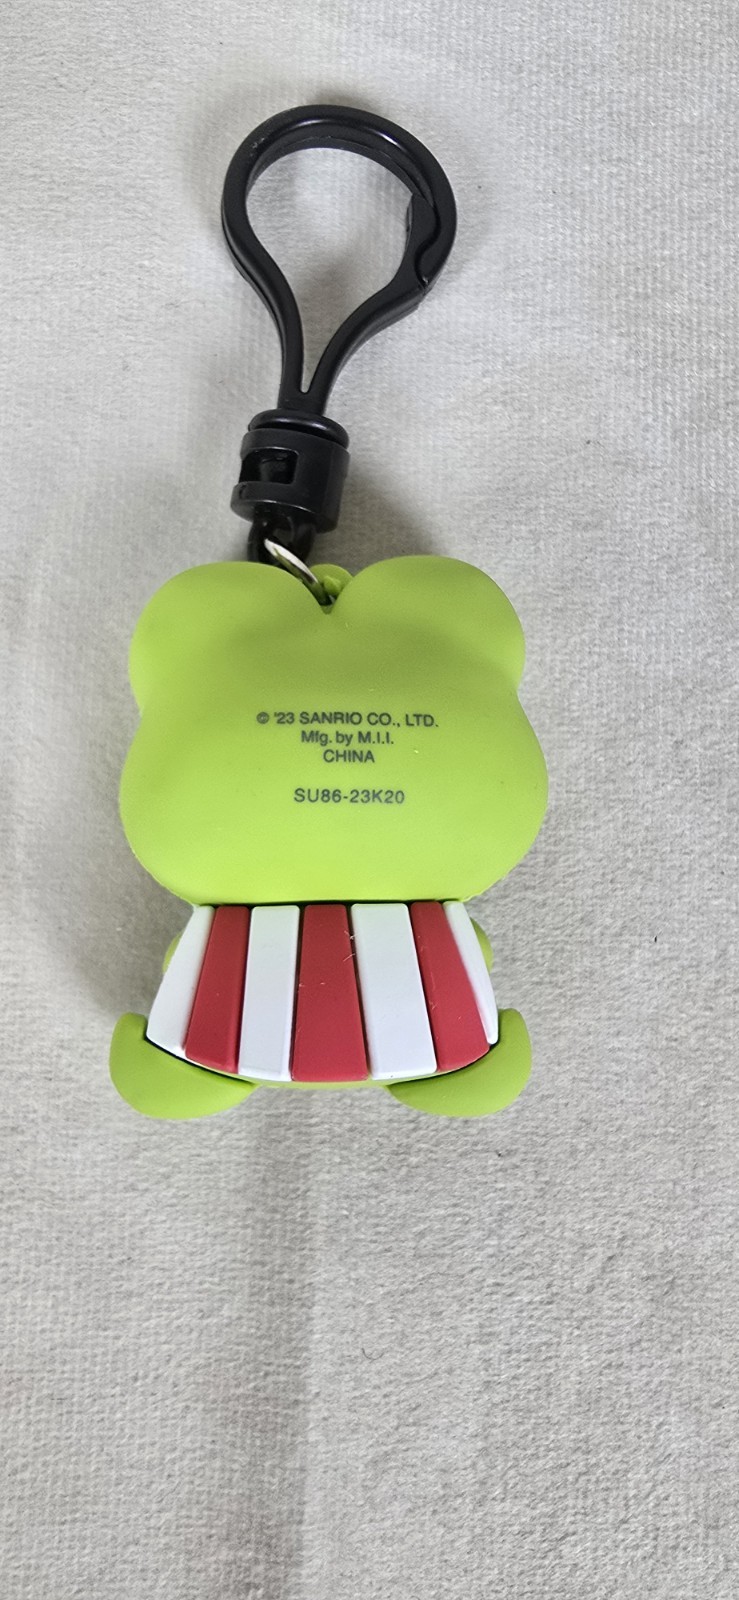 © '23 SANRIO CO., LTD.
Mfg. by M.I.I.
CHINA
SU86-23K20